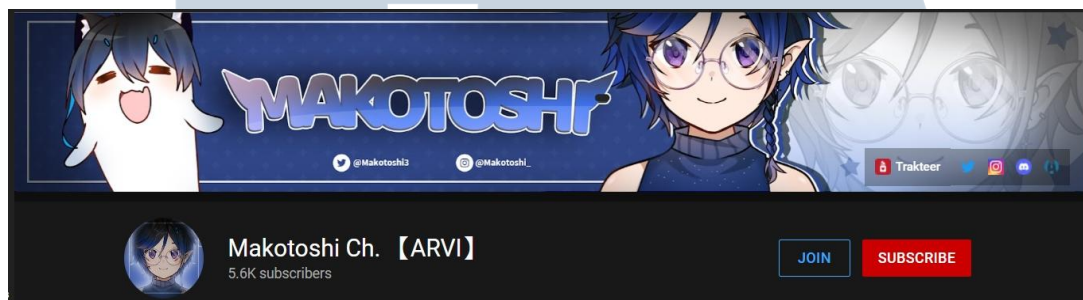 MAKOTOSHI
@Makotoshi3 @Makotoshi_
Trakteer
Makotoshi Ch. 【ARVI】
5.6K subscribers
JOIN SUBSCRIBE